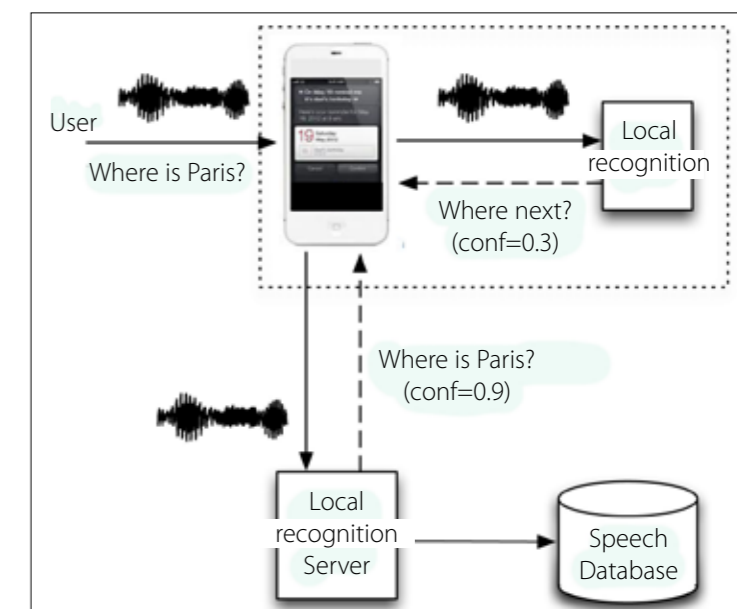 User
Where is Paris?
19
Local
recognition
Where next?
(conf=0.3)
Where is Paris?
(conf=0.9)
Local
recognition
Server
Speech
Database